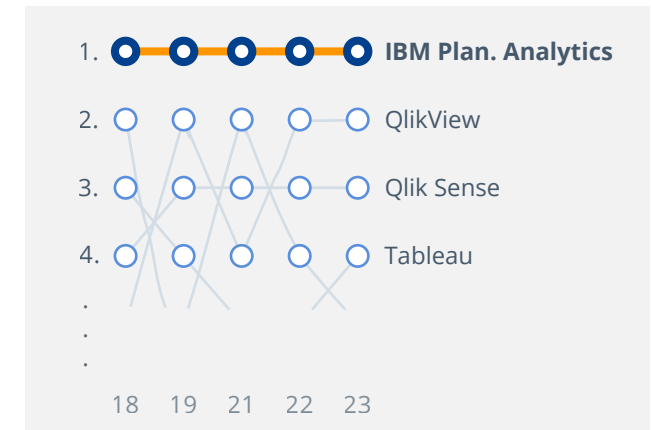 1. IBM Plan. Analytics
2. QlikView
3. Qlik Sense
4. Tableau
.
.
.
18 19 21 22 23